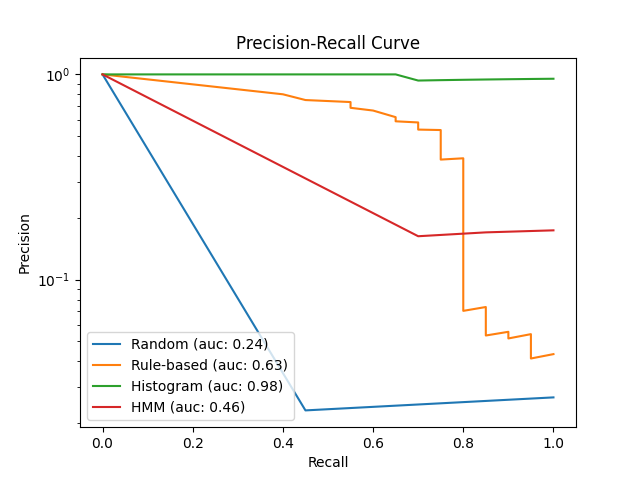 Precision-Recall Curve
Precision
10⁰
10⁻¹
Random (auc: 0.24)
Rule-based (auc: 0.63)
Histogram (auc: 0.98)
HMM (auc: 0.46)
0.0 0.2 0.4 0.6 0.8 1.0
Recall